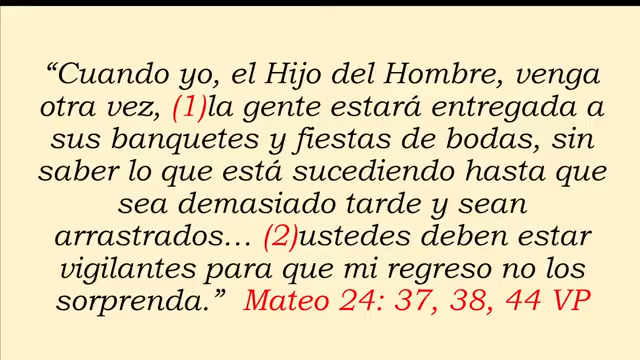 “Cuando yo, el Hijo del Hombre, venga
otra vez, (1)la gente estará entregada a
sus banquetes y fiestas de bodas, sin
saber lo que está sucediendo hasta que
sea demasiado tarde y sean
arrastrados… (2)ustedes deben estar
vigilantes para que mi regreso no los
sorprenda.” Mateo 24: 37, 38, 44 VP